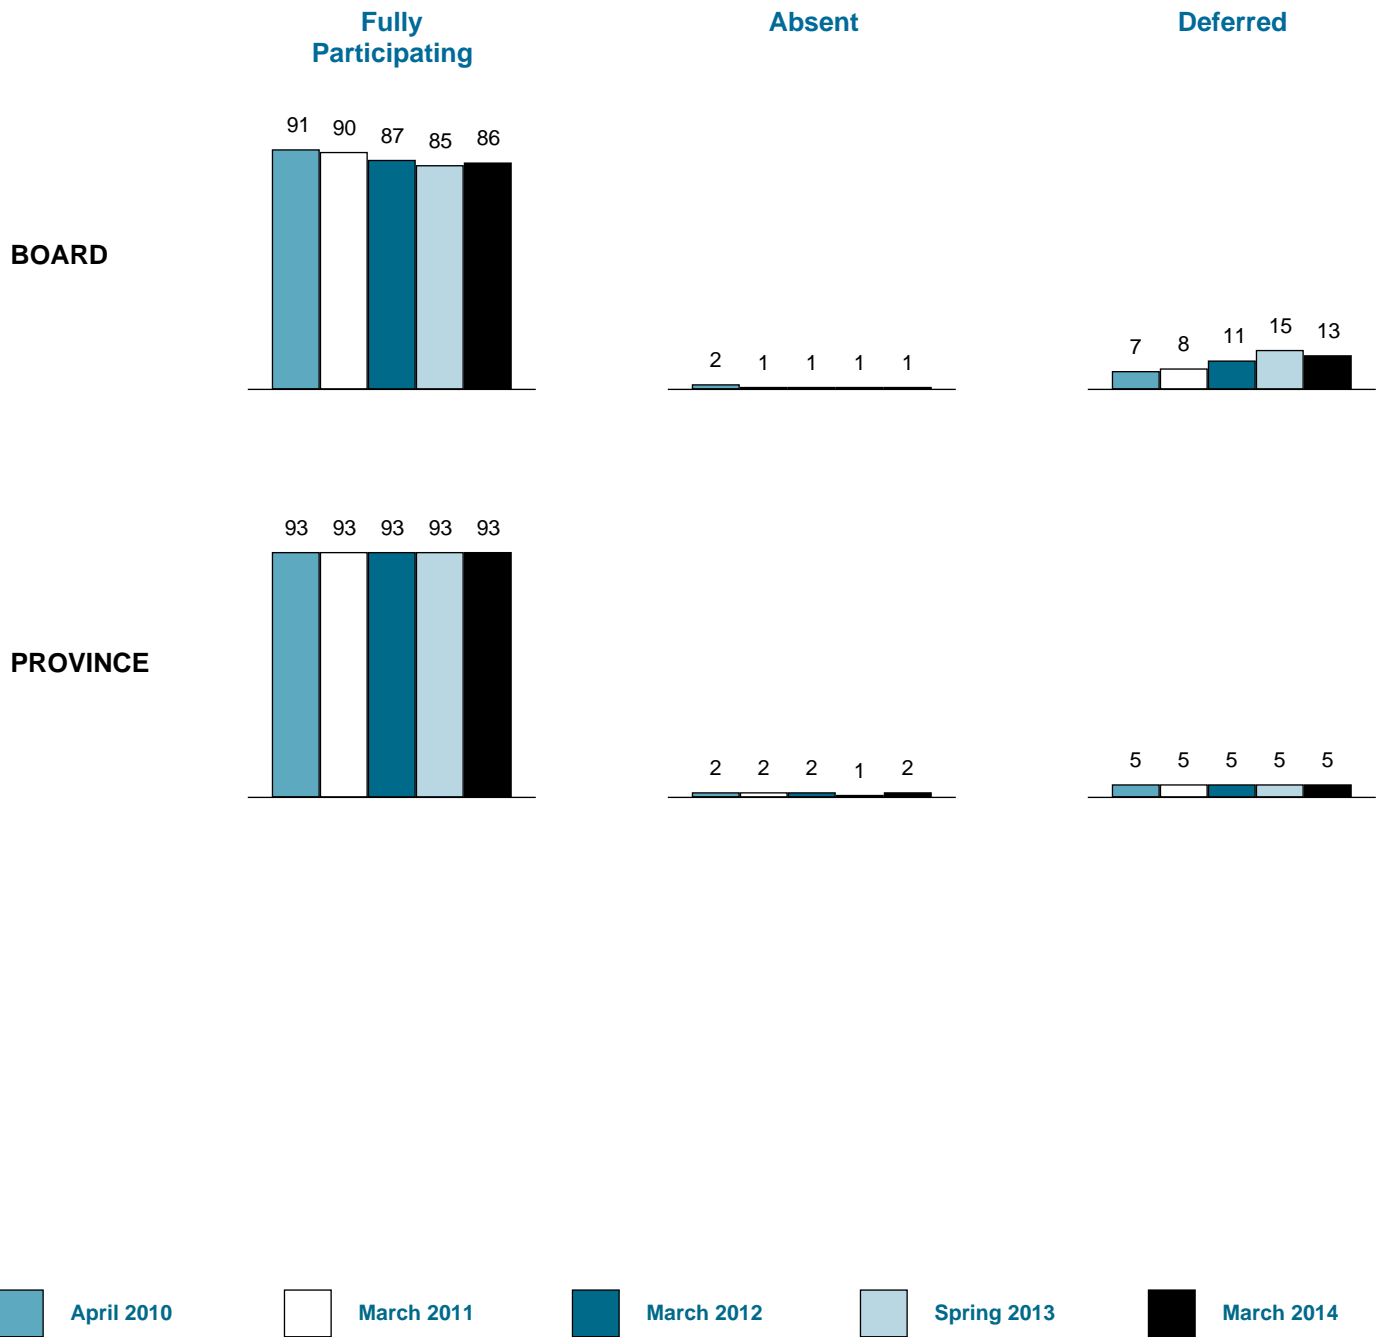 Fully
Participating
Absent
Deferred
91 90 87 85 86
2 1 1 1 1
7 8 11 15 13
BOARD
93 93 93 93 93
2 2 2 1 2
5 5 5 5 5
PROVINCE
April 2010
March 2011
March 2012
Spring 2013
March 2014